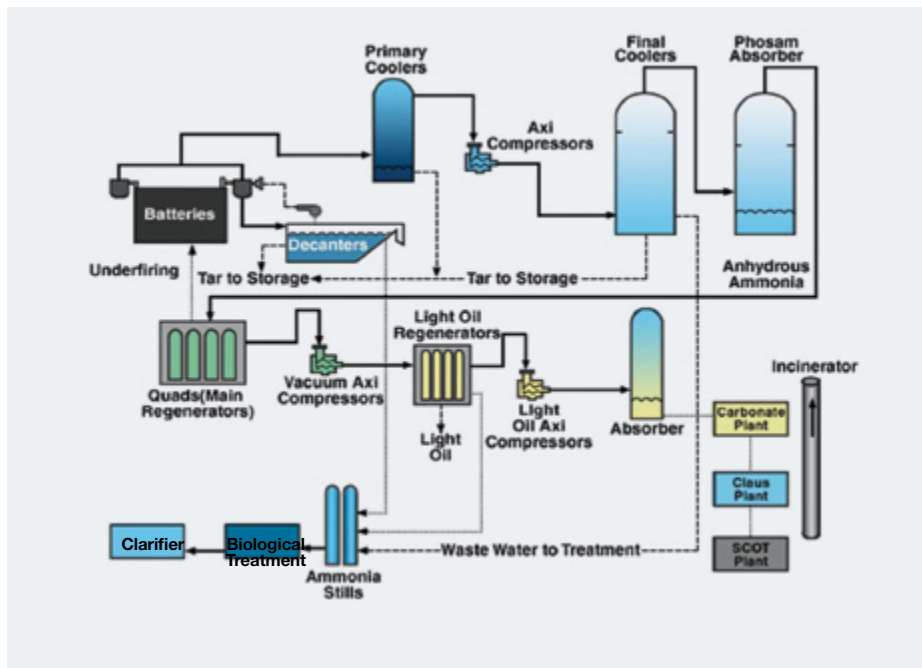 Primary
Coolers
Final
Coolers
Phosam
Absorber
Axi
Compressors
Batteries
Decanters
Underfiring
Tar to Storage
Tar to Storage
Anhydrous
Ammonia
Light Oil
Regenerators
Incinerator
Quads(Main
Regenerators)
Vacuum Axi
Compressors
Light
Oil
LIght
Oil Axi
Compressors
Absorber
Carbonate
Plant
Claus
Plant
SCOT
Plant
Clarifier
Biological
Treatment
Ammonia
Stills
Waste Water to Treatment